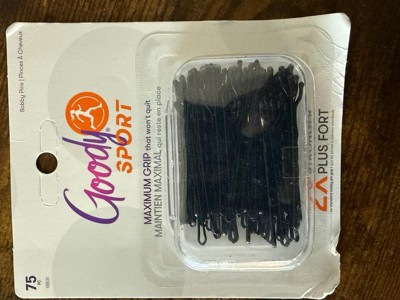 Bobby Pins | Pinces À Cheveux
Goody®
SPORT
MAXIMUM GRIP that won't quit
MAINTIEN MAXIMAL qui reste en place
2X PLUS FORT
75